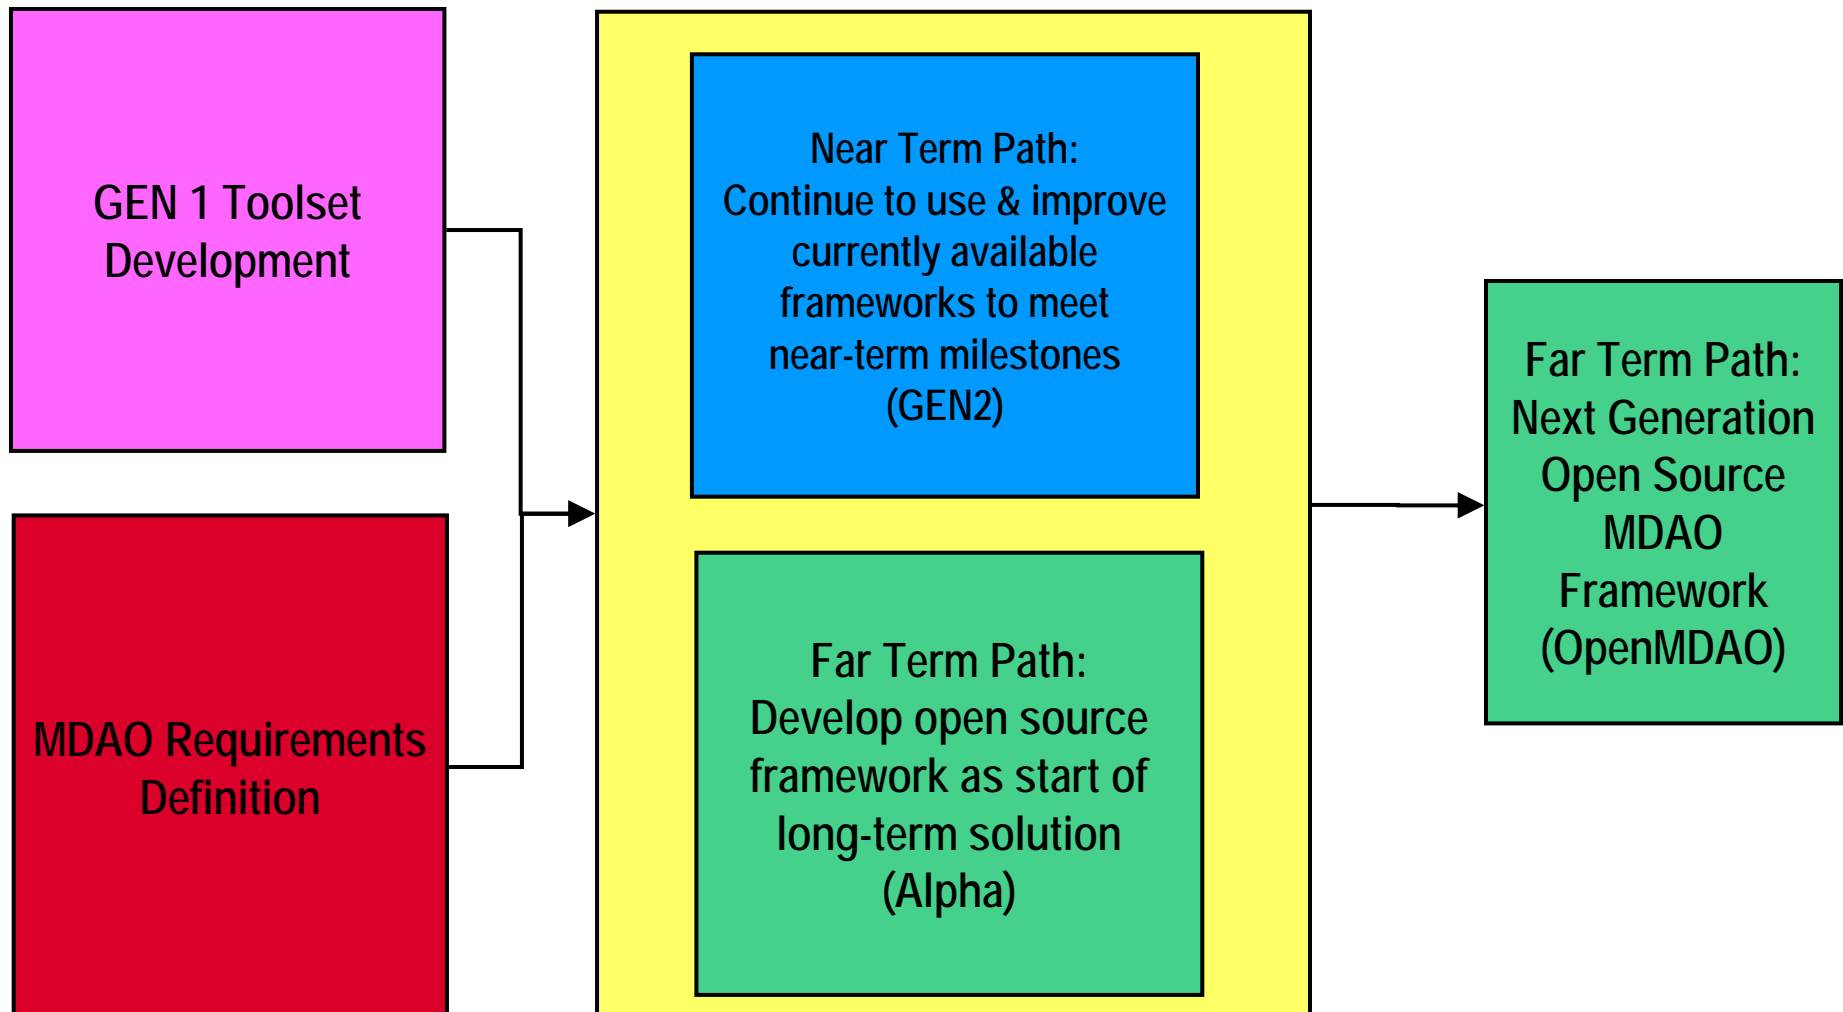 GEN 1 Toolset
Development
MDAO Requirements
Definition
Near Term Path:
Continue to use & improve
currently available
frameworks to meet
near-term milestones
(GEN2)
Far Term Path:
Develop open source
framework as start of
long-term solution
(Alpha)
Far Term Path:
Next Generation
Open Source
MDAO
Framework
(OpenMDAO)